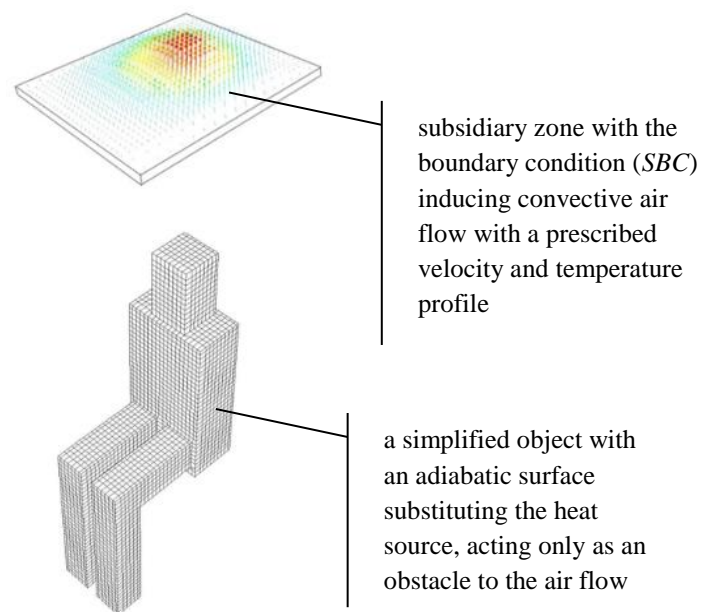 subsidiary zone with the
boundary condition (SBC)
inducing convective air
flow with a prescribed
velocity and temperature
profile
a simplified object with
an adiabatic surface
substituting the heat
source, acting only as an
obstacle to the air flow